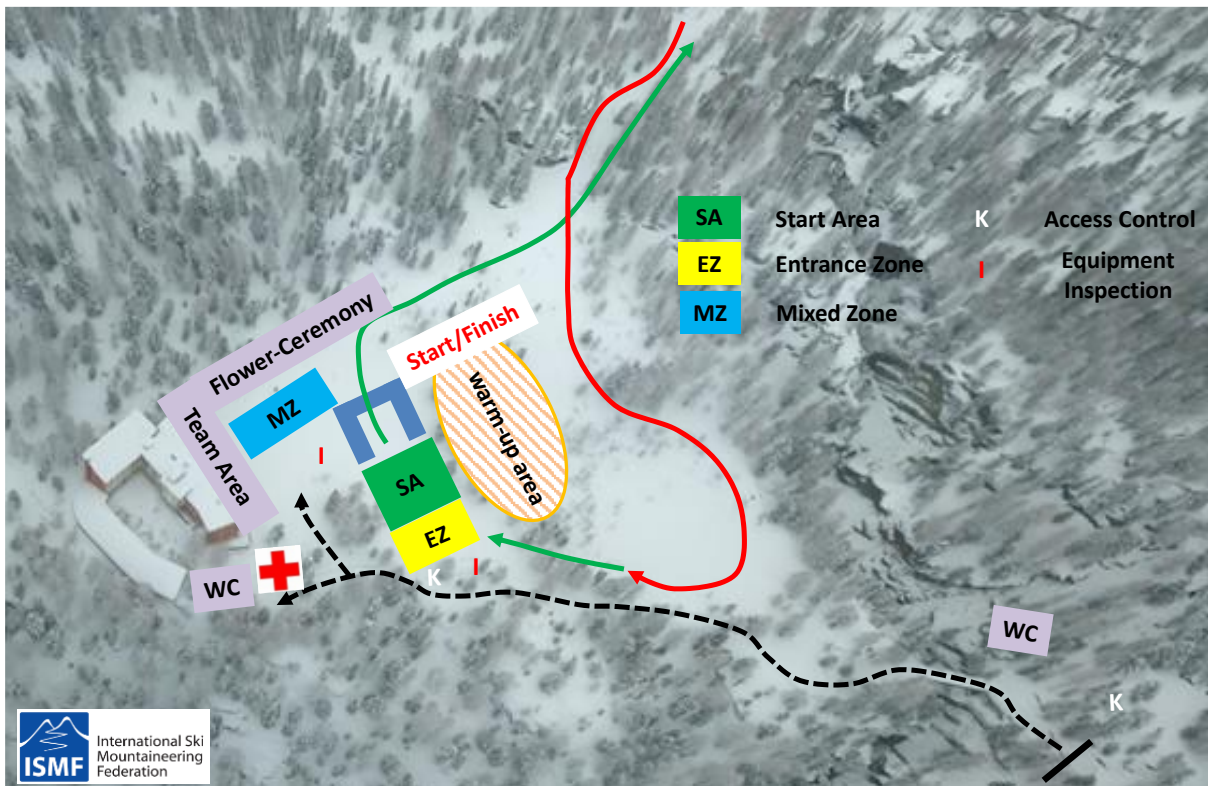 SA Start Area K Access Control
EZ Entrance Zone I Equipment
Inspection
MZ Mixed Zone
Flower-Ceremony
Start/Finish
MZ
Team Area
warm-up area
I
SA
EZ
K
I
WC
WC
K
ISMF
International Ski
Mountaineering
Federation